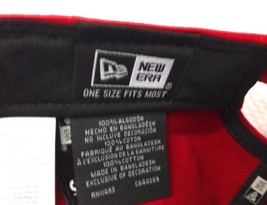 NEW
ERA
ONE SIZE FITS MOST
100% ALGODÓN
HECHO EN BANGLADESH
NO INCLUYE DECORACIÓN
100% COTON
FABRIQUÉ AU BANGLADESH
À L'EXCLUSION DE LA GARNITURE
100% COTTON
MADE IN BANGLADESH
EXCLUSIVE OF DECORATION